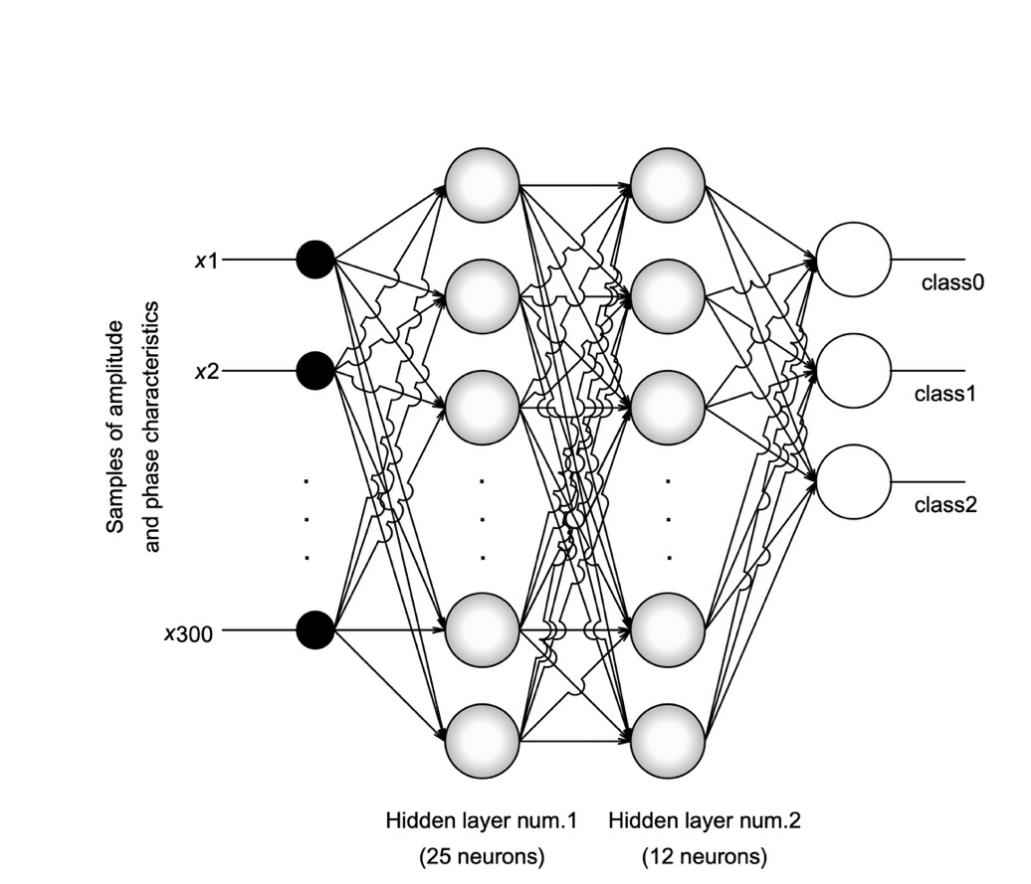 Samples of amplitude
and phase characteristics
x1
x2
x300
class0
class1
class2
Hidden layer num.1
(25 neurons)
Hidden layer num.2
(12 neurons)